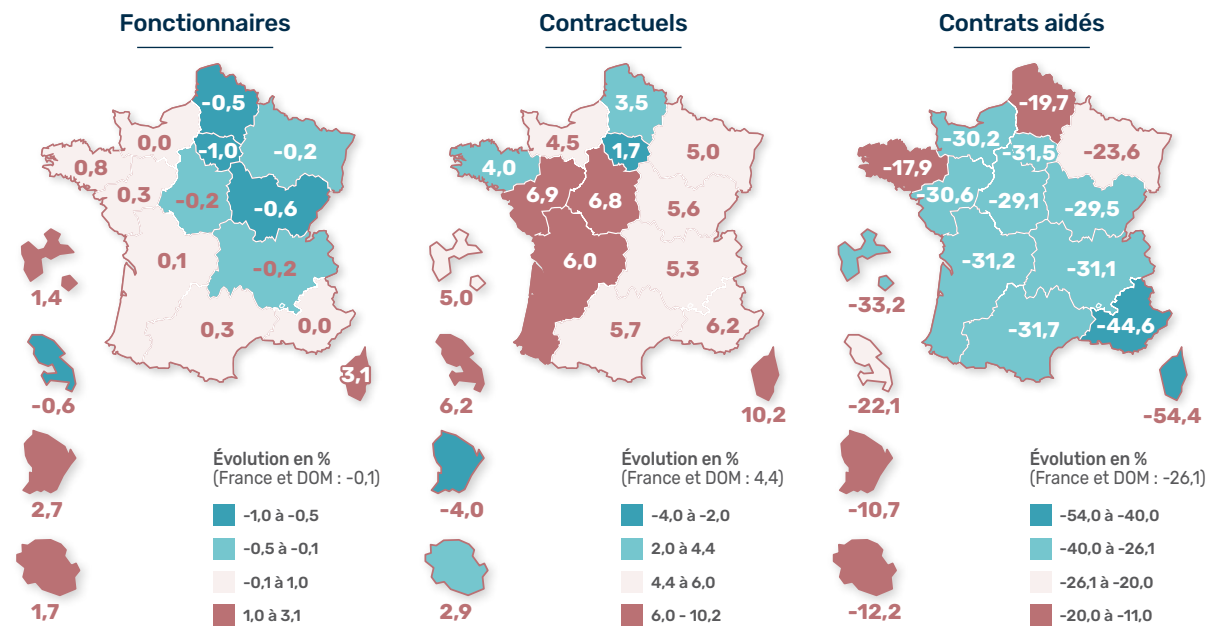 Fonctionnaires
-0,5
0,0
-1,0
-0,2
0,8
0,3
-0,2
-0,6
0,1
-0,2
0,3
0,0
3,1
1,4
-0,6
2,7
1,7
Évolution en %
(France et DOM : -0,1)
-1,0 à -0,5
-0,5 à -0,1
-0,1 à 1,0
1,0 à 3,1
Contractuels
3,5
4,5
1,7
5,0
4,0
6,9
6,8
5,6
6,0
5,3
5,7
6,2
10,2
5,0
6,2
-4,0
2,9
Évolution en %
(France et DOM : 4,4)
-4,0 à -2,0
2,0 à 4,4
4,4 à 6,0
6,0 - 10,2
Contrats aidés
-19,7
-30,2
-31,5
-23,6
-17,9
-30,6
-29,1
-29,5
-31,2
-31,1
-31,7
-44,6
-54,4
-33,2
-22,1
-10,7
-12,2
Évolution en %
(France et DOM : -26,1)
-54,0 à -40,0
-40,0 à -26,1
-26,1 à -20,0
-20,0 à -11,0